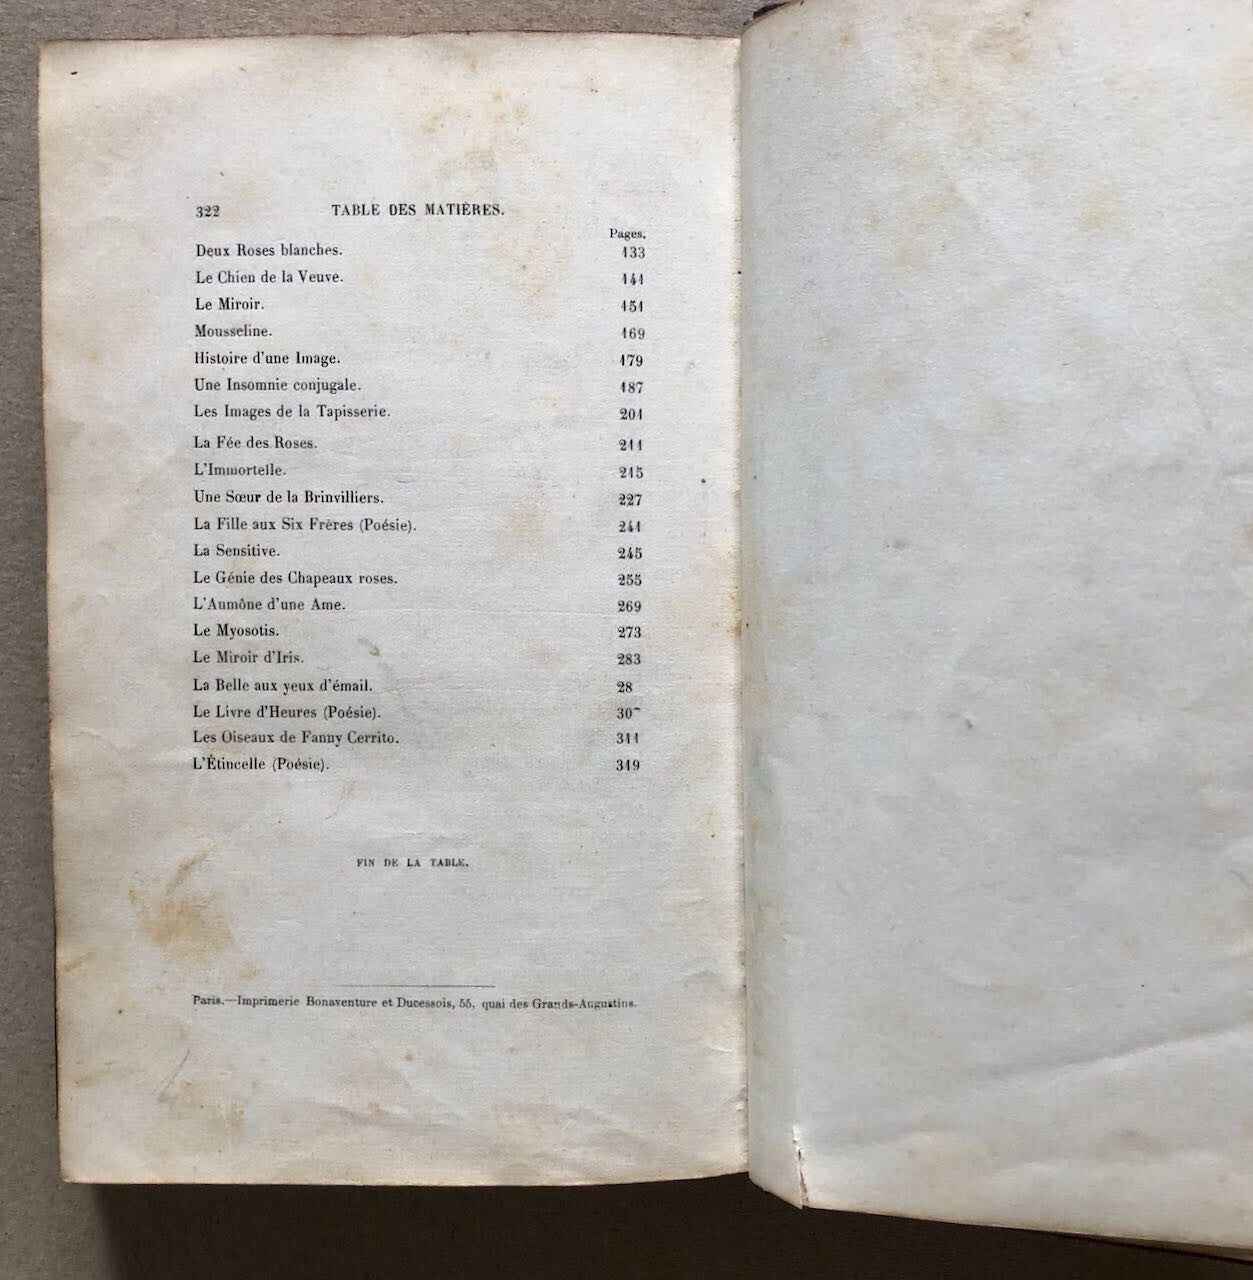 322 TABLE DES MATIÈRES.
Pages.
Deux Roses blanches. 133
Le Chien de la Veuve. 141
Le Miroir. 151
Mousseline. 169
Histoire d'une Image. 179
Une Insomnie conjugale. 187
Les Images de la Tapisserie. 201
La Fée des Roses. 211
L'Immortelle. 215
Une Sœur de la Brinvilliers. 227
La Fille aux Six Frères (Poésie). 241
La Sensitive. 245
Le Génie des Chapeaux roses. 255
L'Aumône d'une Ame. 269
Le Myosotis. 273
Le Miroir d'Iris. 283
La Belle aux yeux d'émail. 28
Le Livre d'Heures (Poésie). 30
Les Oiseaux de Fanny Cerrito. 311
L'Étincelle (Poésie). 319
FIN DE LA TABLE.
Paris.—Imprimerie Bonaventure et Ducessois, 55, quai des Grands-Augustins.